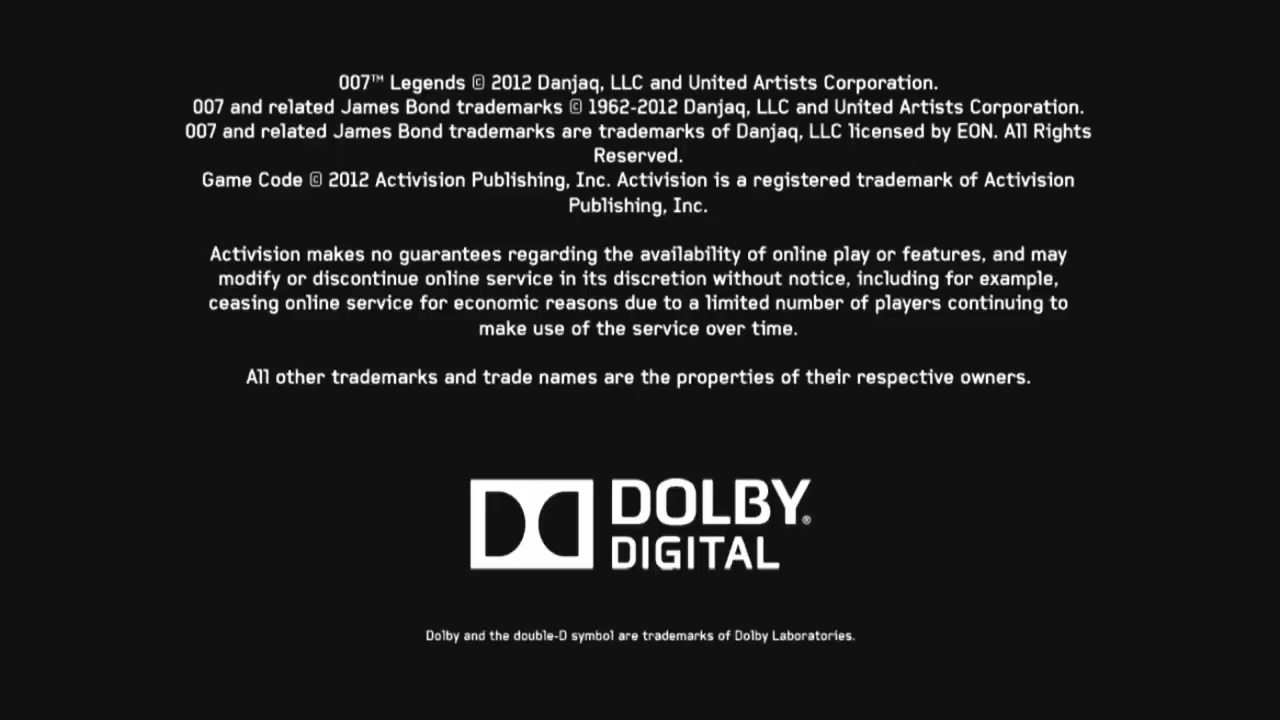 007™ Legends © 2012 Danjaq, LLC and United Artists Corporation.
007 and related James Bond trademarks © 1962-2012 Danjaq, LLC and United Artists Corporation.
007 and related James Bond trademarks are trademarks of Danjaq, LLC licensed by EON. All Rights
Reserved.
Game Code © 2012 Activision Publishing, Inc. Activision is a registered trademark of Activision
Publishing, Inc.
Activision makes no guarantees regarding the availability of online play or features, and may
modify or discontinue online service in its discretion without notice, including for example,
ceasing online service for economic reasons due to a limited number of players continuing to
make use of the service over time.
All other trademarks and trade names are the properties of their respective owners.
DOLBY®
DIGITAL
Dolby and the double-D symbol are trademarks of Dolby Laboratories.